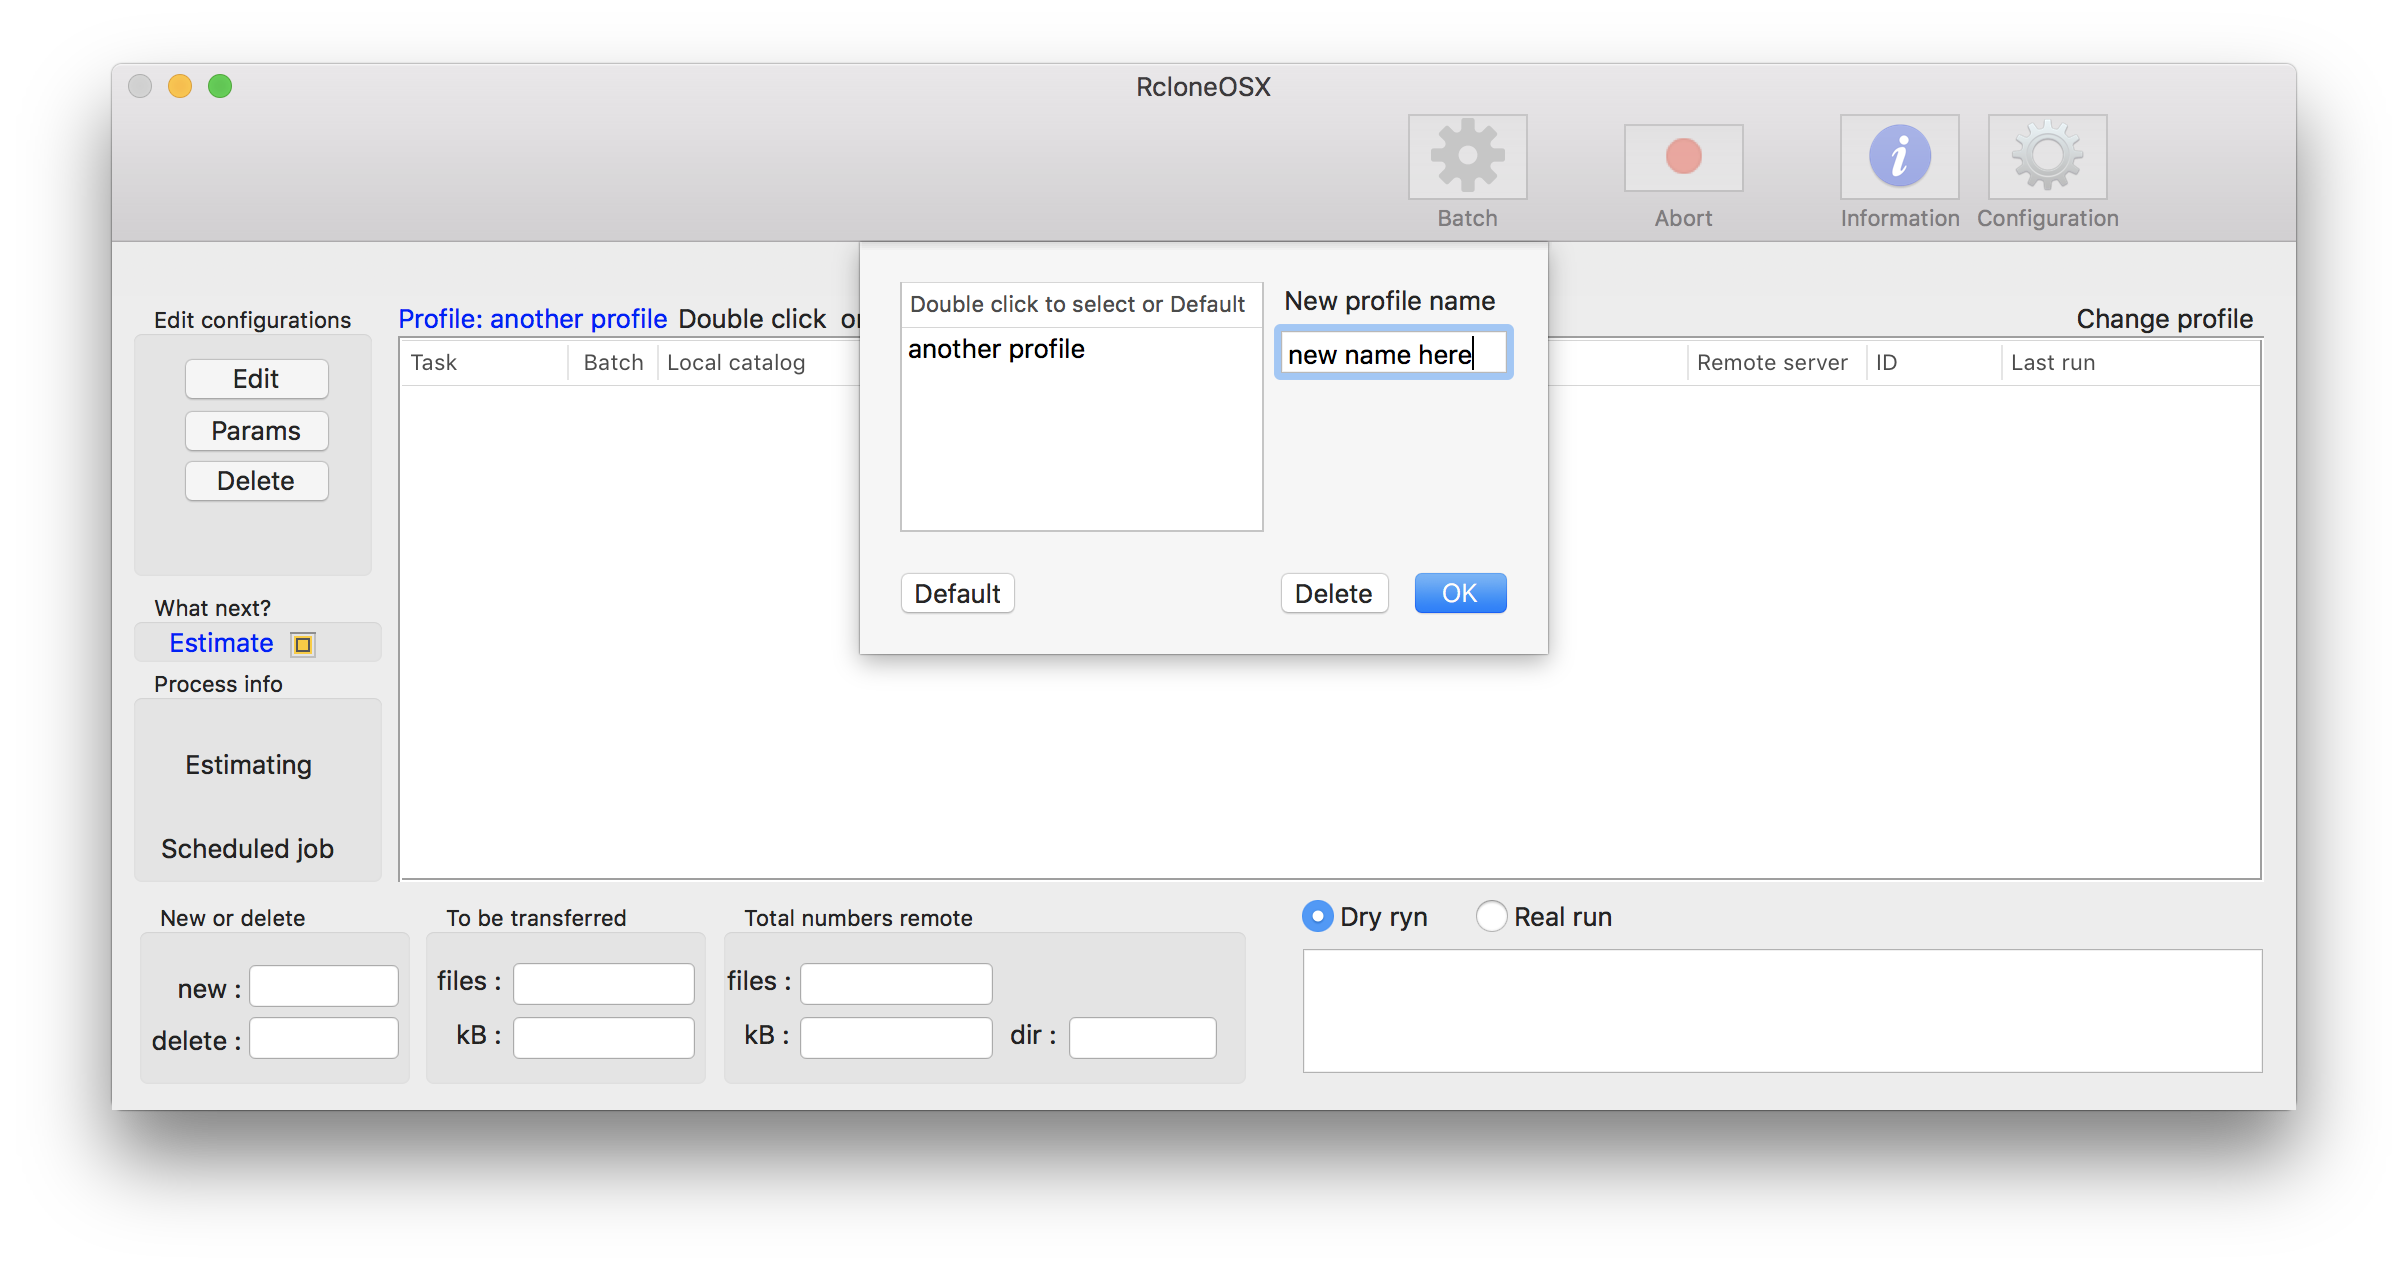 RcloneOSX
Batch
Abort
Information
Configuration
Edit configurations
Profile: another profile Double click
Change profile
Task
Batch
Local catalog
Remote server
ID
Last run
Edit
Params
Delete
Double click to select or Default
another profile
New profile name
new name here
Default
Delete
OK
What next?
Estimate
Process info
Estimating
Scheduled job
New or delete
new :
delete :
To be transferred
files :
kB :
Total numbers remote
files :
kB :
dir :
Dry ryn
Real run